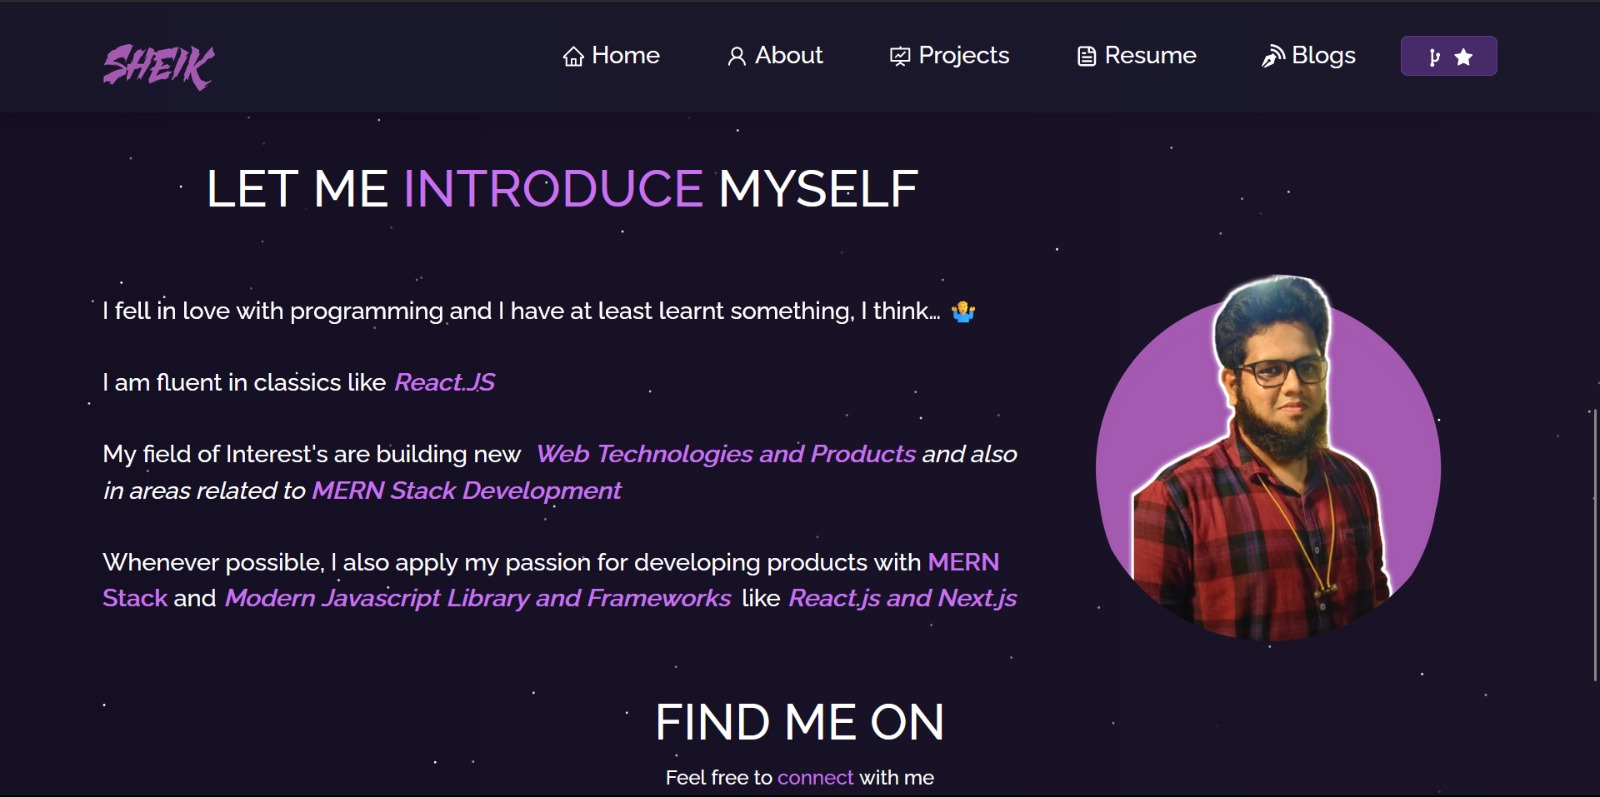 SHEIK
Home
About
Projects
Resume
Blogs
LET ME INTRODUCE MYSELF
I fell in love with programming and I have at least learnt something, I think… 🤷
I am fluent in classics like React.JS
My field of Interest's are building new Web Technologies and Products and also
in areas related to MERN Stack Development
Whenever possible, I also apply my passion for developing products with MERN
Stack and Modern Javascript Library and Frameworks like React.js and Next.js
FIND ME ON
Feel free to connect with me